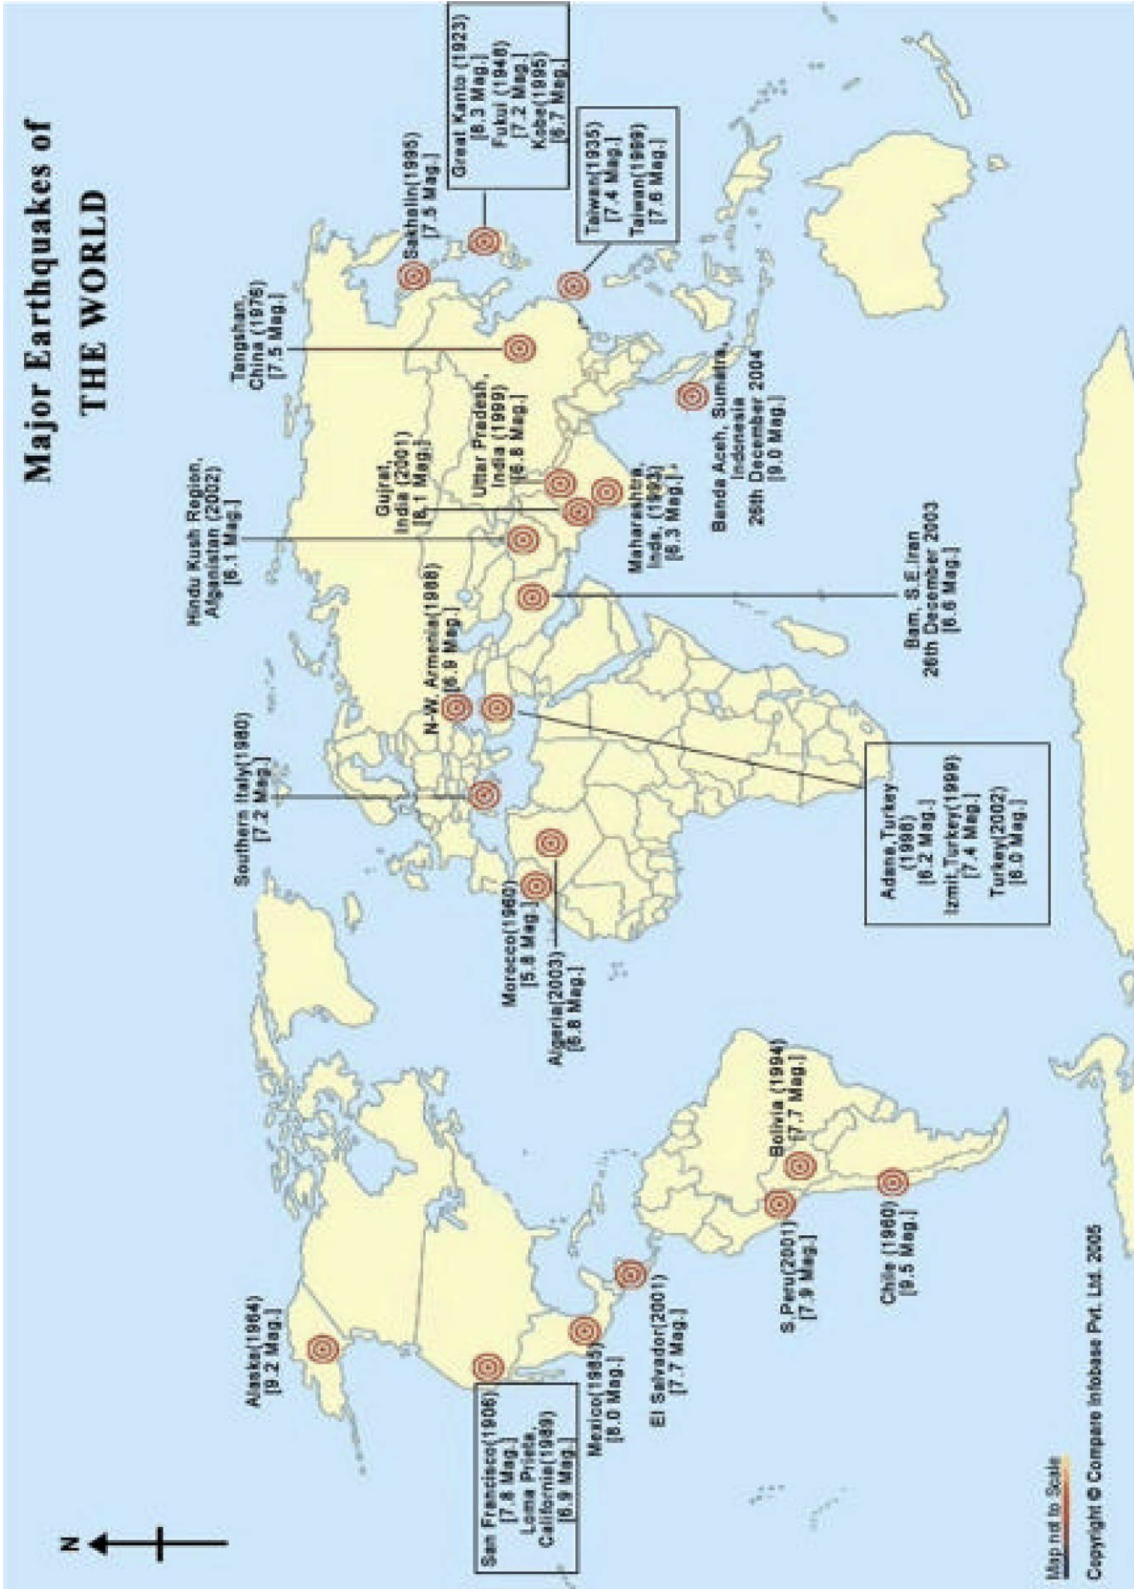 Major Earthquakes of
THE WORLD
N
Alaska(1964)
[9.2 Mag.]
San Francisco(1906)
[7.8 Mag.]
Loma Prieta,
California(1989)
[6.9 Mag.]
Mexico(1985)
[8.0 Mag.]
El Salvador(2001)
[7.7 Mag.]
S.Peru(2001)
[7.9 Mag.]
Bolivia (1994)
[7.7 Mag.]
Chile (1960)
[9.5 Mag.]
Southern Italy(1980)
[7.2 Mag.]
Morocco(1960)
[5.8 Mag.]
Algeria(2003)
[6.8 Mag.]
N-W. Armenia(1988)
[6.9 Mag.]
Adana,Turkey
(1998)
[6.2 Mag.]
Izmit, Turkey(1999)
[7.4 Mag.]
Turkey(2002)
[6.0 Mag.]
Hindu Kush Region,
Afganistan (2002)
[6.1 Mag.]
Bam, S.E.Iran
26th December 2003
[6.6 Mag.]
Gujrat,
India (2001)
[8.1 Mag.]
Uttar Pradesh,
India (1999)
[6.8 Mag.]
Maharashtra,
Inda, (1993)
[6.3 Mag.]
Tangshan,
China (1976)
[7.5 Mag.]
Sakhalin(1995)
[7.5 Mag.]
Great Kanto (1923)
[8.3 Mag.]
Fukui (1948)
[7.2 Mag.]
Kobe(1995)
[6.7 Mag.]
Taiwan(1935)
[7.4 Mag.]
Taiwan(1999)
[7.6 Mag.]
Banda Aceh, Sumatra,
Indonesia
26th December 2004
[9.0 Mag.]
Map not to Scale
Copyright © Compare Infobase Pvt. Ltd. 2005